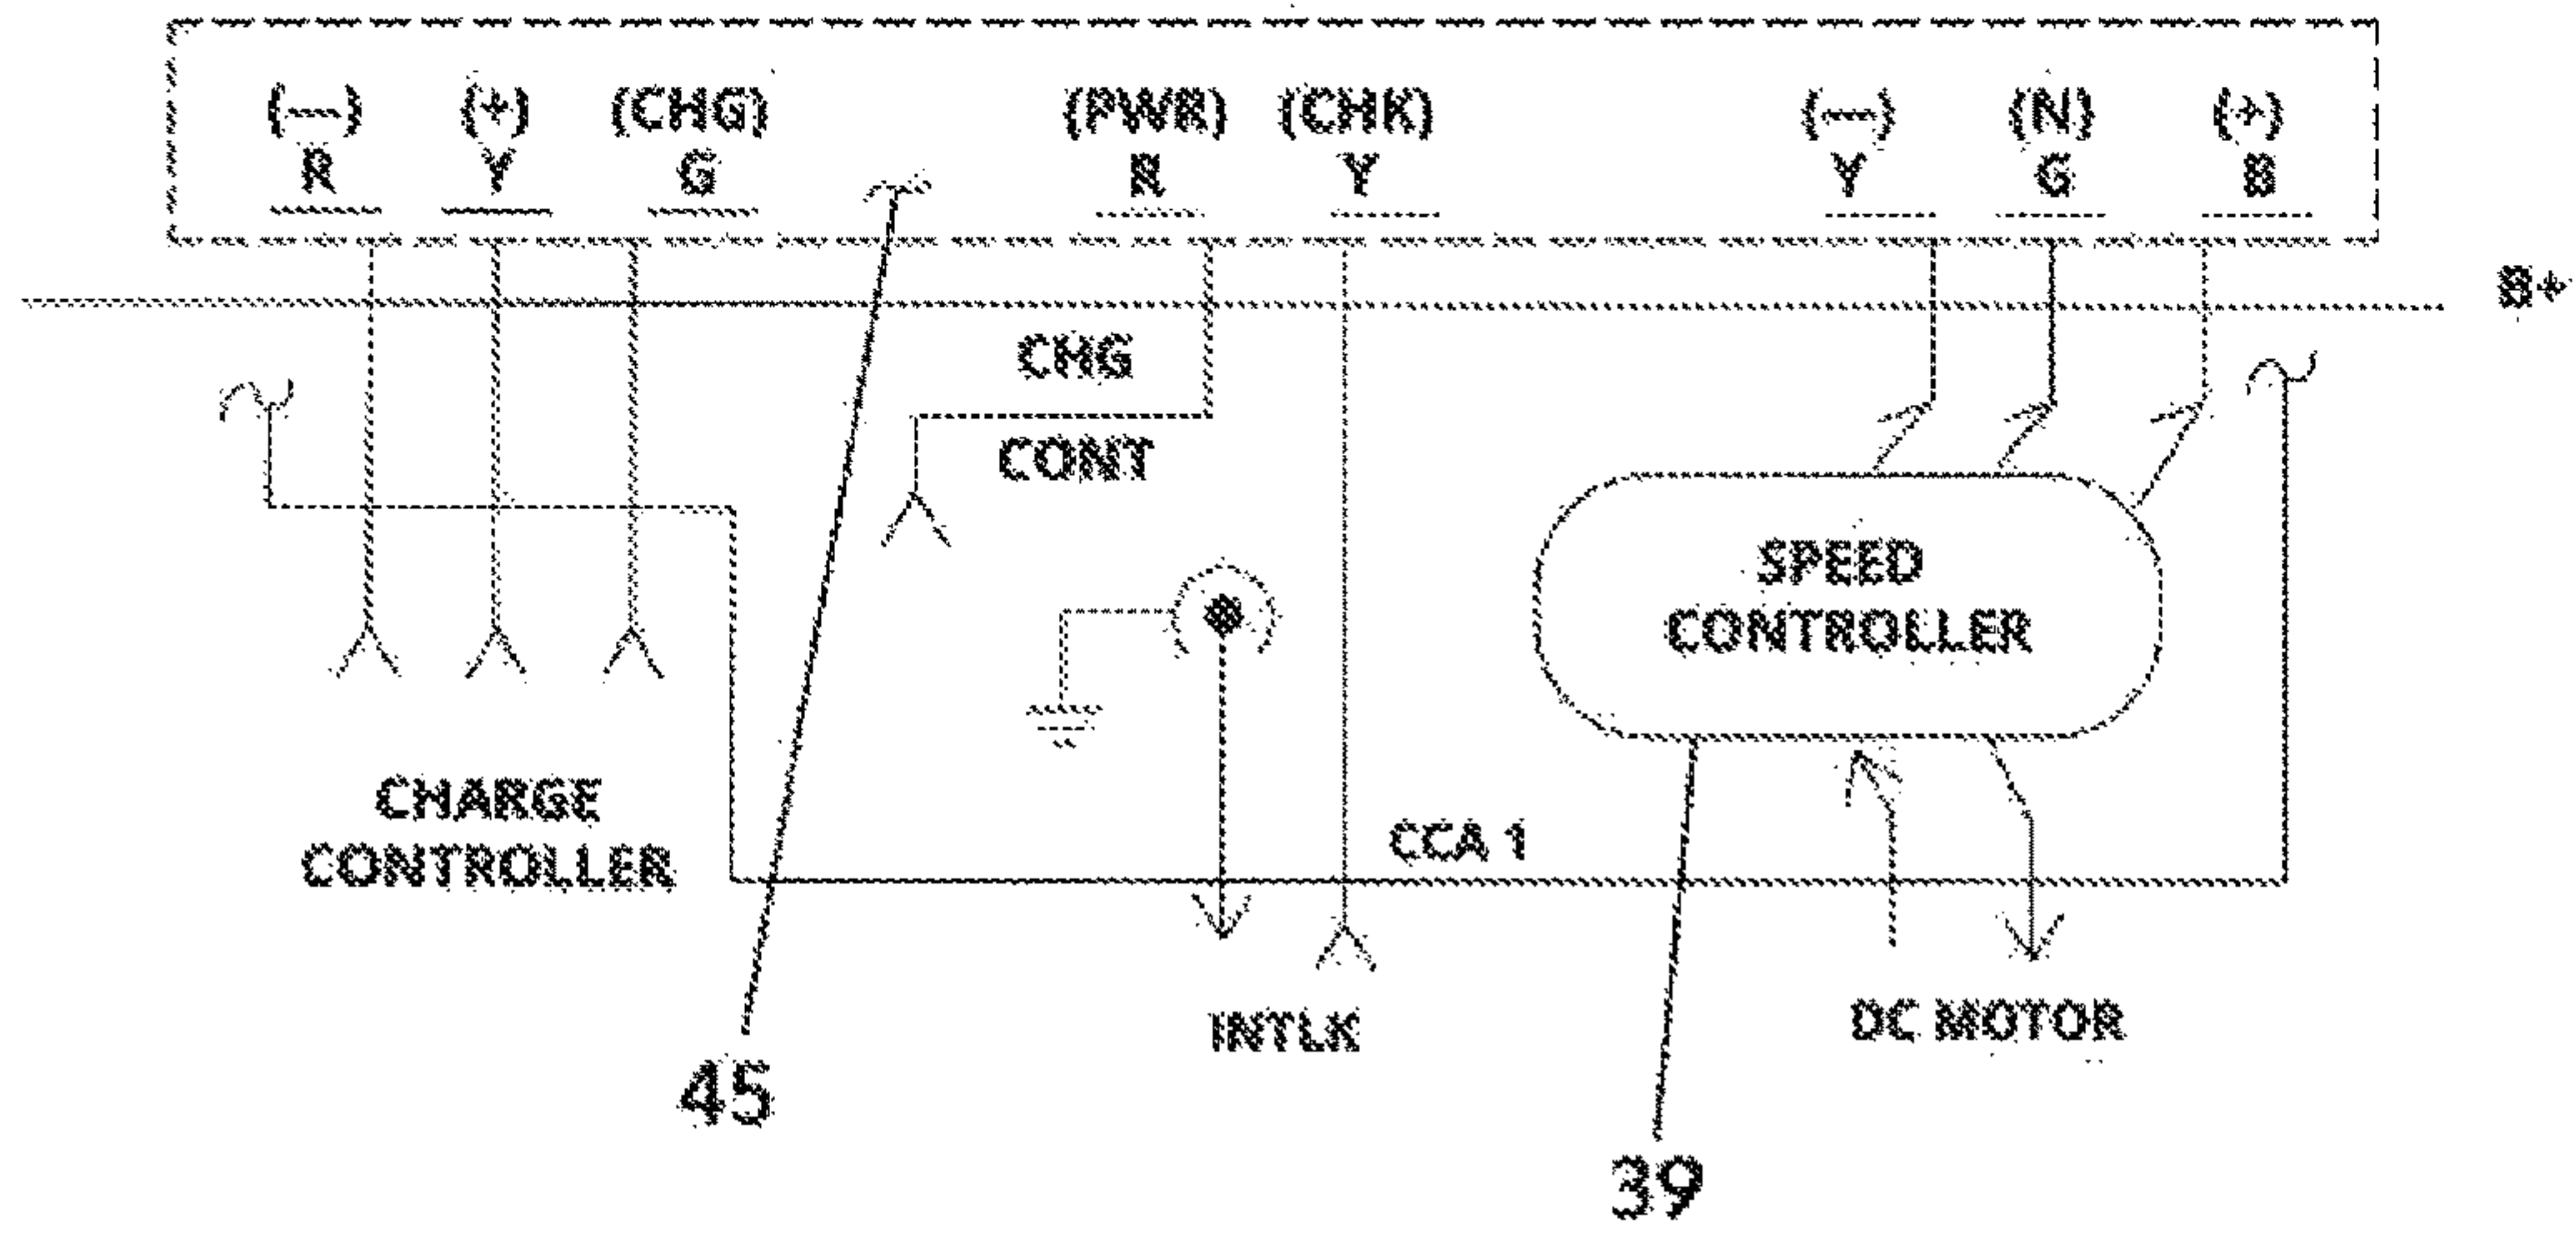 (—) (+) (CHG) (PWR) (CHK) (—) (N) (+)
R Y G R Y Y G B
B+
CHG
CONT
SPEED
CONTROLLER
CHARGE
CONTROLLER
CCA 1
INTLK
DC MOTOR
45
39